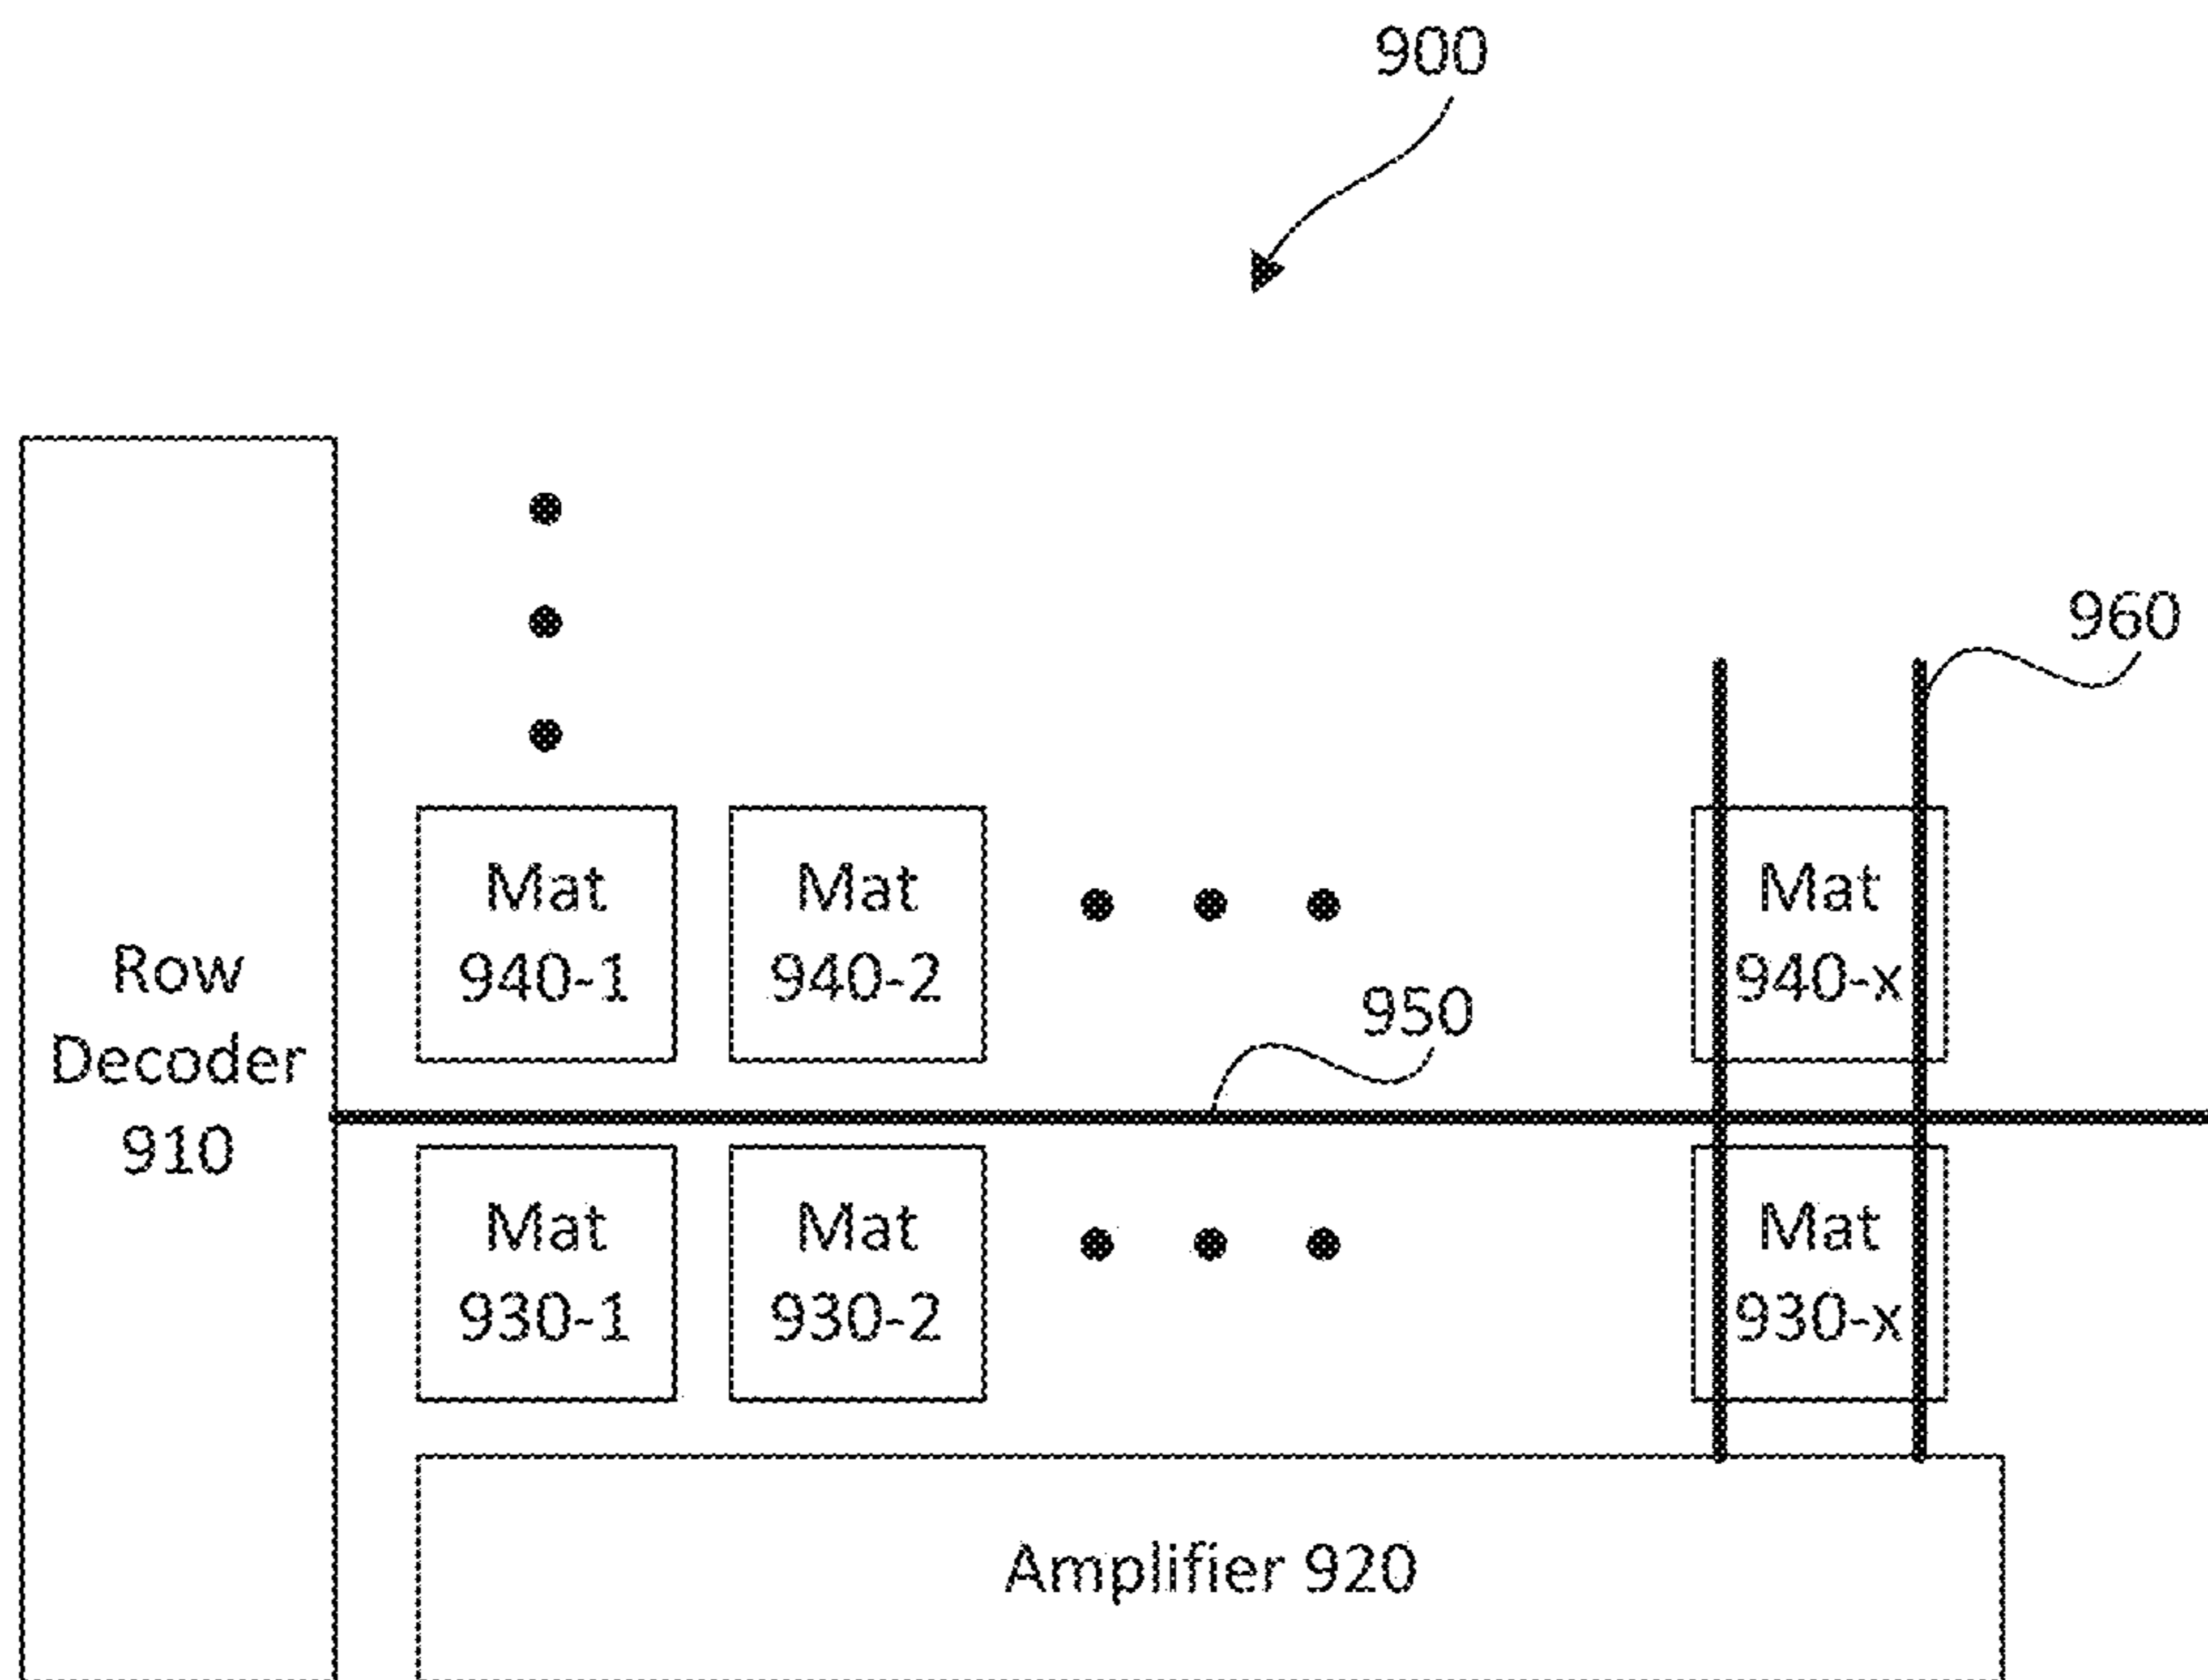 900
960
Mat
940-1
Mat
940-2
Mat
940-x
Row
Decoder
910
950
Mat
930-1
Mat
930-2
Mat
930-x
Amplifier 920